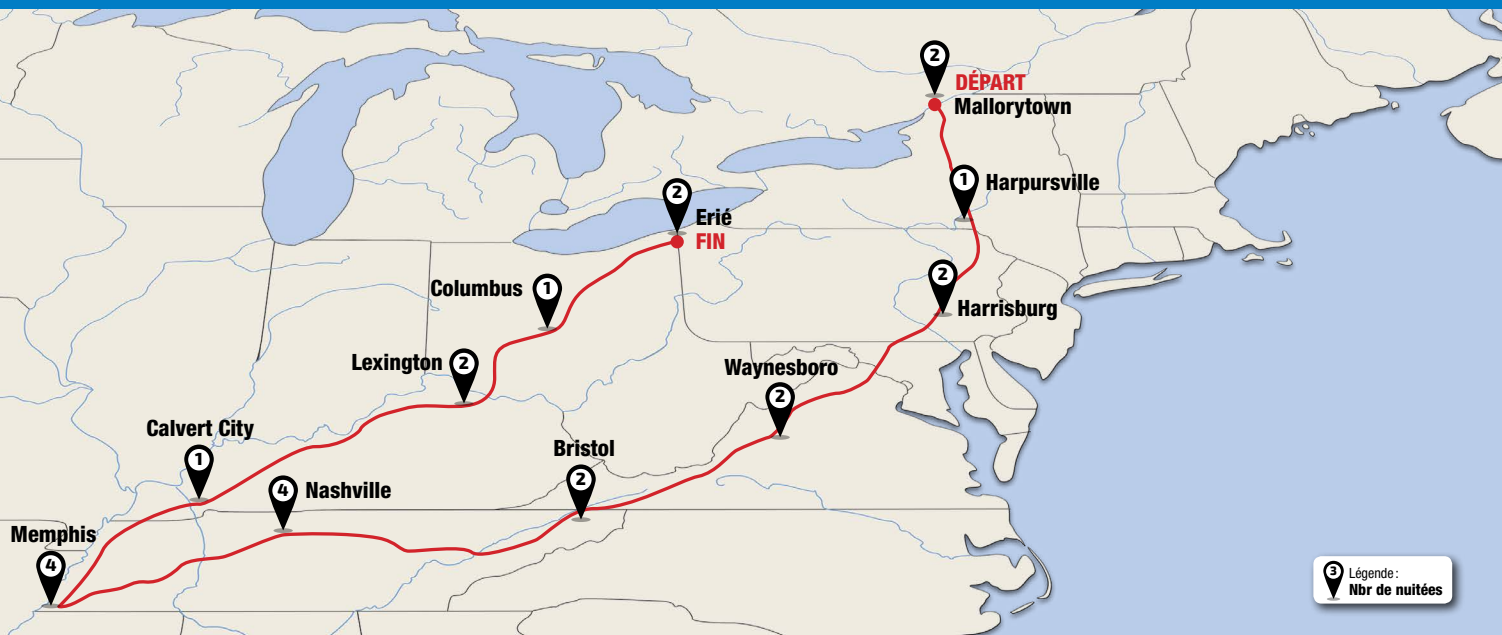 2
DÉPART
Mallorytown
1
Harpursville
2
Erié
FIN
2
Harrisburg
Columbus
1
Lexington
2
Waynesboro
2
Calvert City
1
Bristol
2
4
Nashville
Memphis
4
3
Légende :
Nbr de nuitées